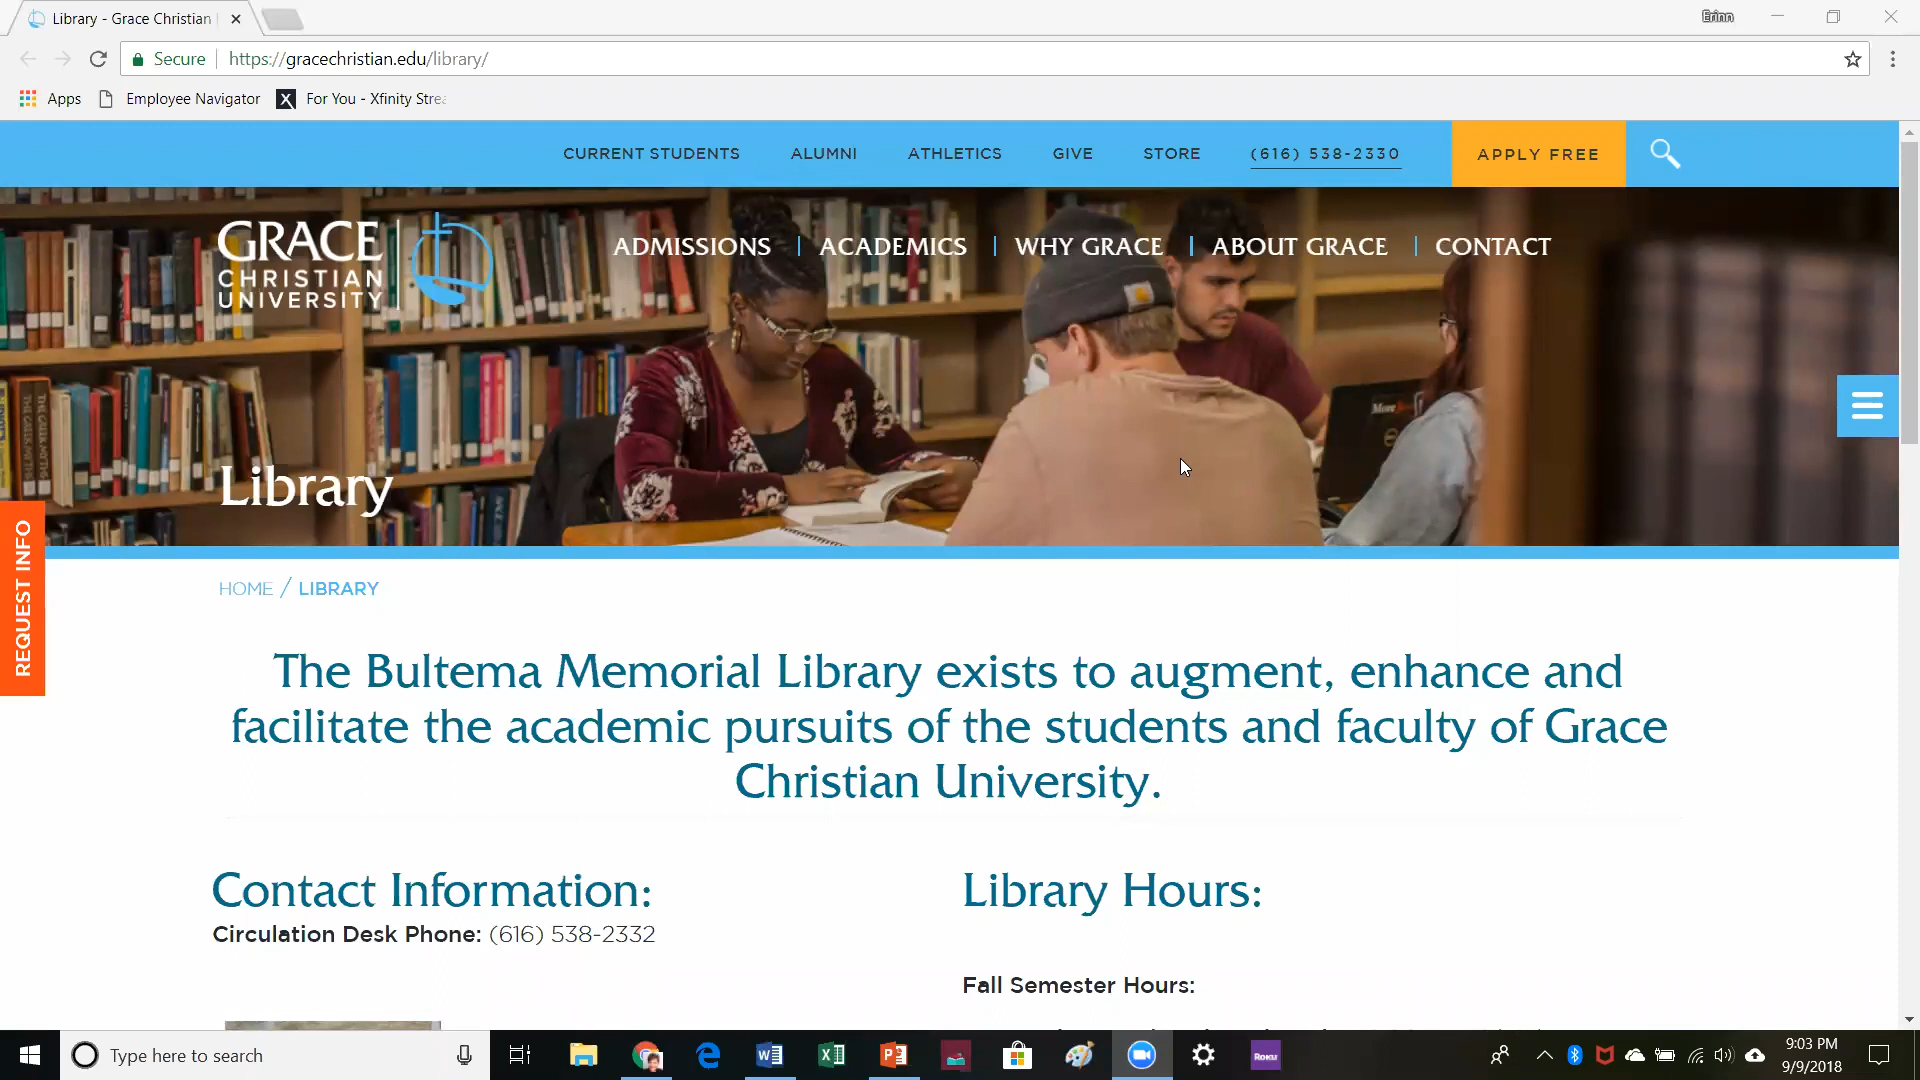 Library - Grace Christian
Erinn
Secure
https://gracechristian.edu/library/
Apps
Employee Navigator
For You - Xfinity Strea
CURRENT STUDENTS
ALUMNI
ATHLETICS
GIVE
STORE
(616) 538-2330
APPLY FREE
GRACE
CHRISTIAN
UNIVERSITY
ADMISSIONS
ACADEMICS
WHY GRACE
ABOUT GRACE
CONTACT
Library
REQUEST INFO
HOME / LIBRARY
The Bultema Memorial Library exists to augment, enhance and
facilitate the academic pursuits of the students and faculty of Grace
Christian University.
Contact Information:
Circulation Desk Phone: (616) 538-2332
Library Hours:
Fall Semester Hours:
Type here to search
Roku
9:03 PM
9/9/2018